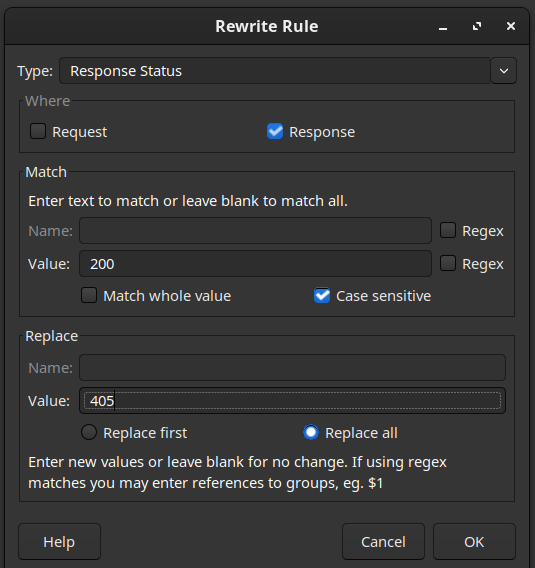 Rewrite Rule
Type: Response Status
Where
Request Response
Match
Enter text to match or leave blank to match all.
Name: Regex
Value: 200 Regex
Match whole value Case sensitive
Replace
Name:
Value: 405
Replace first Replace all
Enter new values or leave blank for no change. If using regex
matches you may enter references to groups, eg. $1
Help Cancel OK